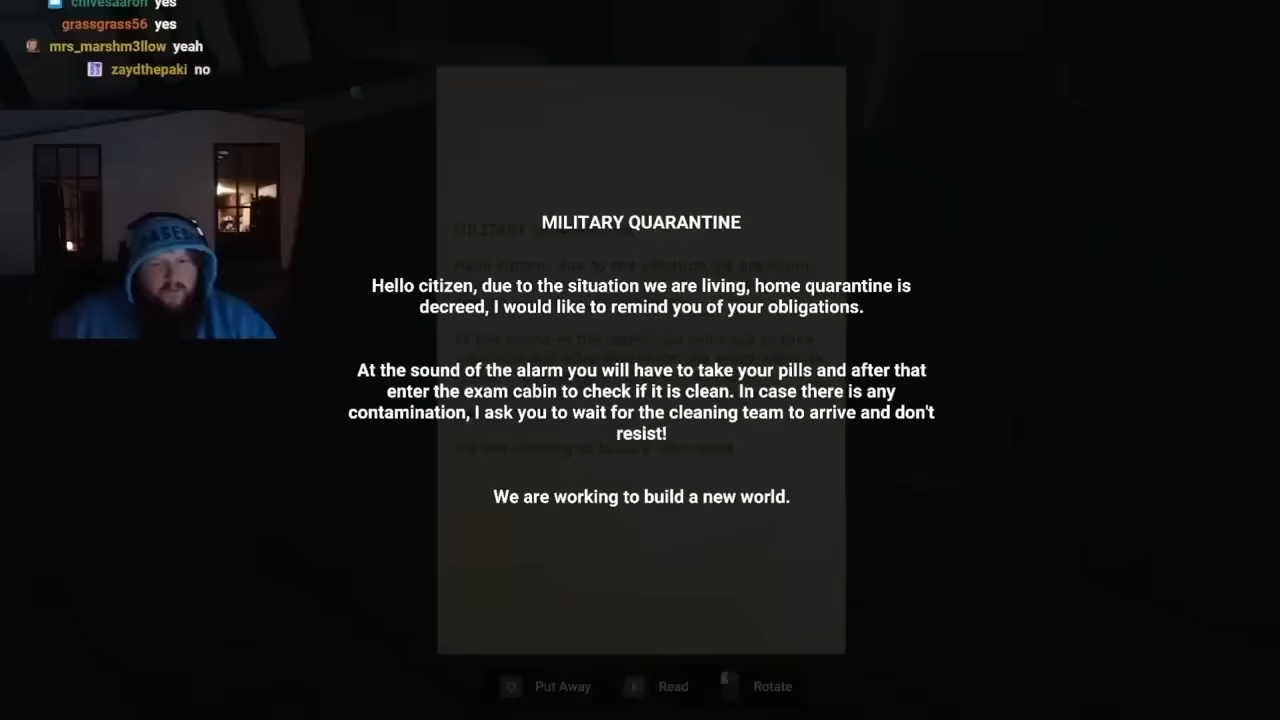 chivesaaron yes
grassgrass56 yes
mrs_marshm3llow yeah
zaydthepaki no
MILITARY QUARANTINE
Hello citizen, due to the situation we are living, home quarantine is
decreed, I would like to remind you of your obligations.
At the sound of the alarm you will have to take your pills and after that
enter the exam cabin to check if it is clean. In case there is any
contamination, I ask you to wait for the cleaning team to arrive and don't
resist!
We are working to build a new world.
Put Away
Read
Rotate